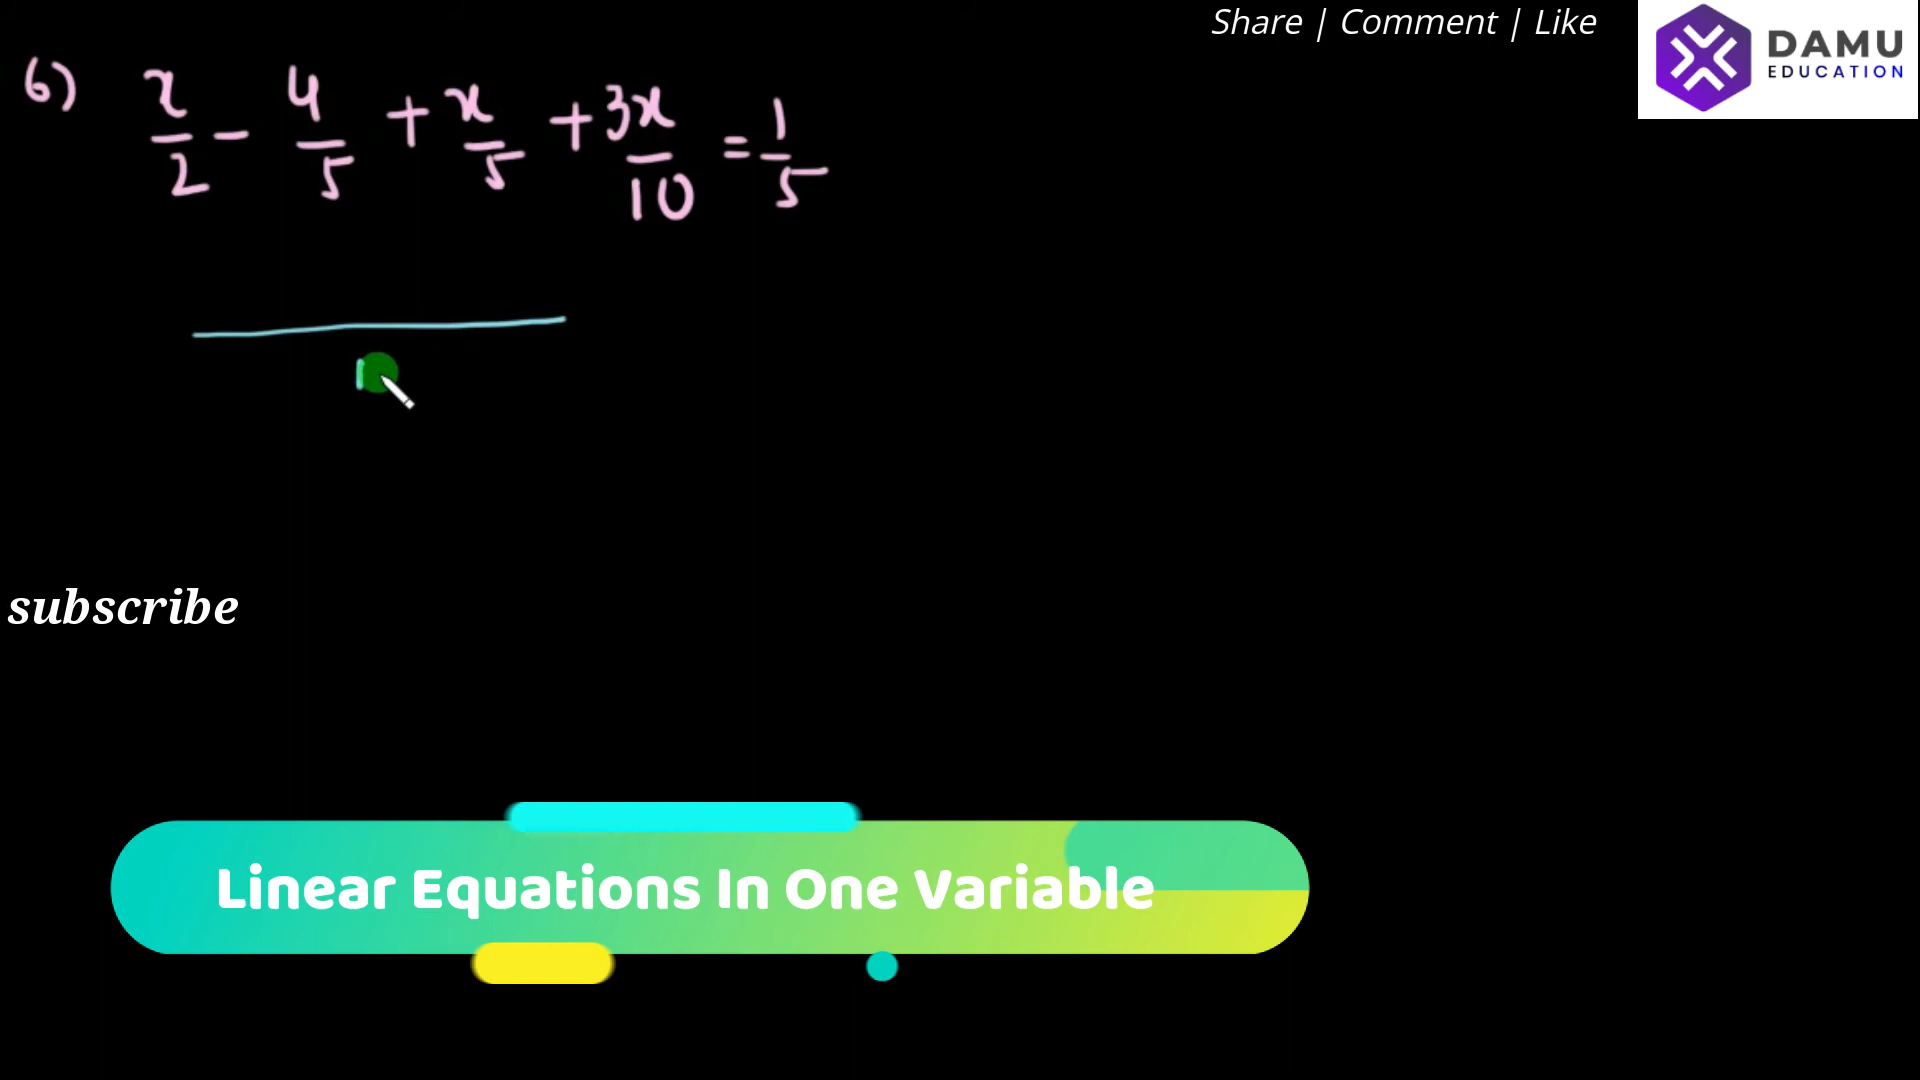 Share | Comment | Like
DAMU
EDUCATION
6) x/2 - 4/5 + x/5 + 3x/10 = 1/5
1
subscribe
Linear Equations In One Variable